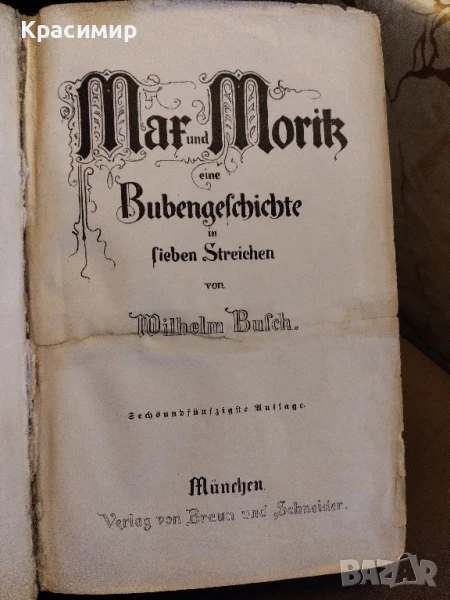 Красимир
Max und Moritz
eine
Bubengeſchichte
in
ſieben Streichen
von
Wilhelm Buſch.
Sechsundfünfzigſte Auflage.
München,
Verlag von Braun und Schneider.
BAZAR